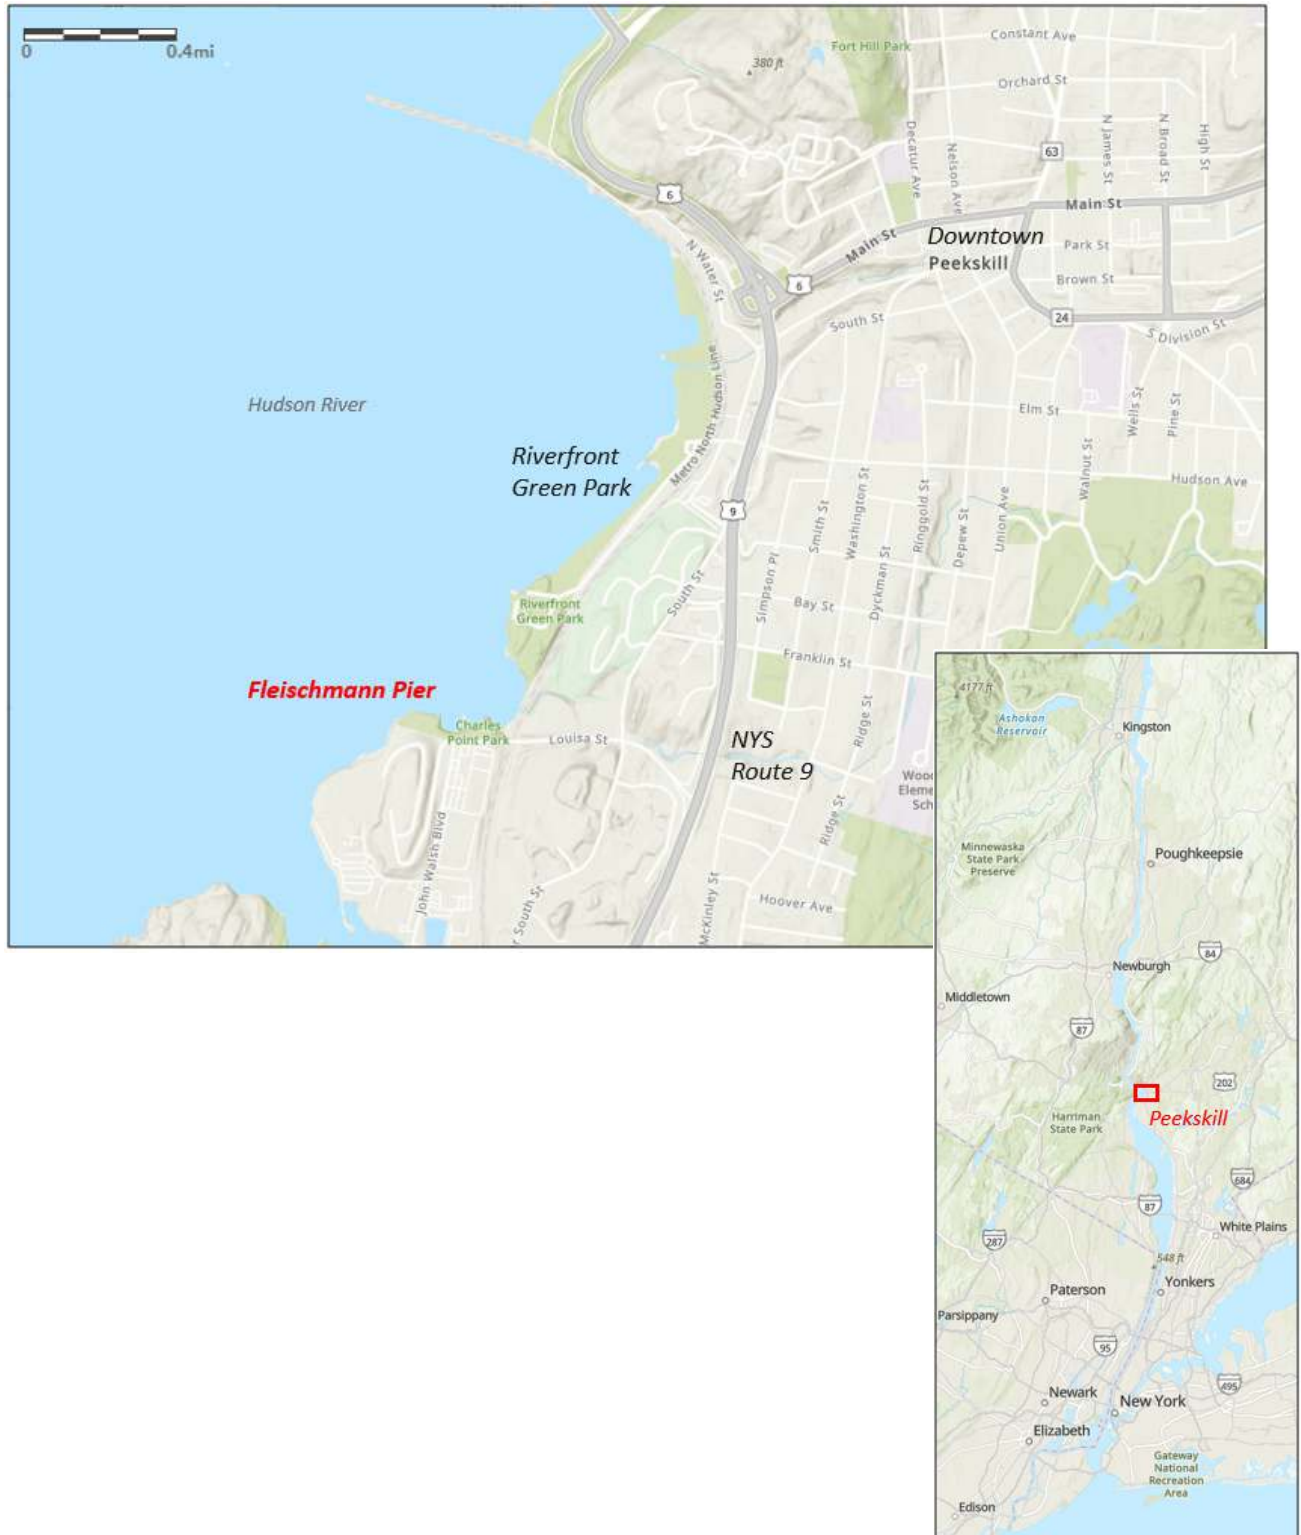 0 0.4mi
Constant Ave
Fort Hill Park
380 ft
Orchard St
N James St
N Broad St
High St
Decatur Ave
Nelson Ave
63
6
Main St
Main St
Downtown
Peekskill
Park St
N Water St
6
Brown St
24
South St
S Division St
Metro North Hudson Line
Hudson River
Elm St
Wells St
Pine St
Riverfront
Green Park
Walnut St
Hudson Ave
9
Smith St
Washington St
Ringgold St
Depew St
Union Ave
Simpson Pl
Dyckman St
South St
Bay St
Riverfront
Green Park
Franklin St
Fleischmann Pier
Charles
Point Park
Louisa St
NYS
Route 9
Ridge St
Wood
Eleme
Sch
Ridge St
John Walsh Blvd
r South St
McKinley St
Hoover Ave
4177 ft
Ashokan
Reservoir
Kingston
Minnewaska
State Park
Preserve
Poughkeepsie
84
Newburgh
Middletown
87
202
Harriman
State Park
Peekskill
684
87
White Plains
287
548 ft
Yonkers
Paterson
Parsippany
95
495
Newark
New York
Elizabeth
Gateway
National
Recreation
Area
Edison